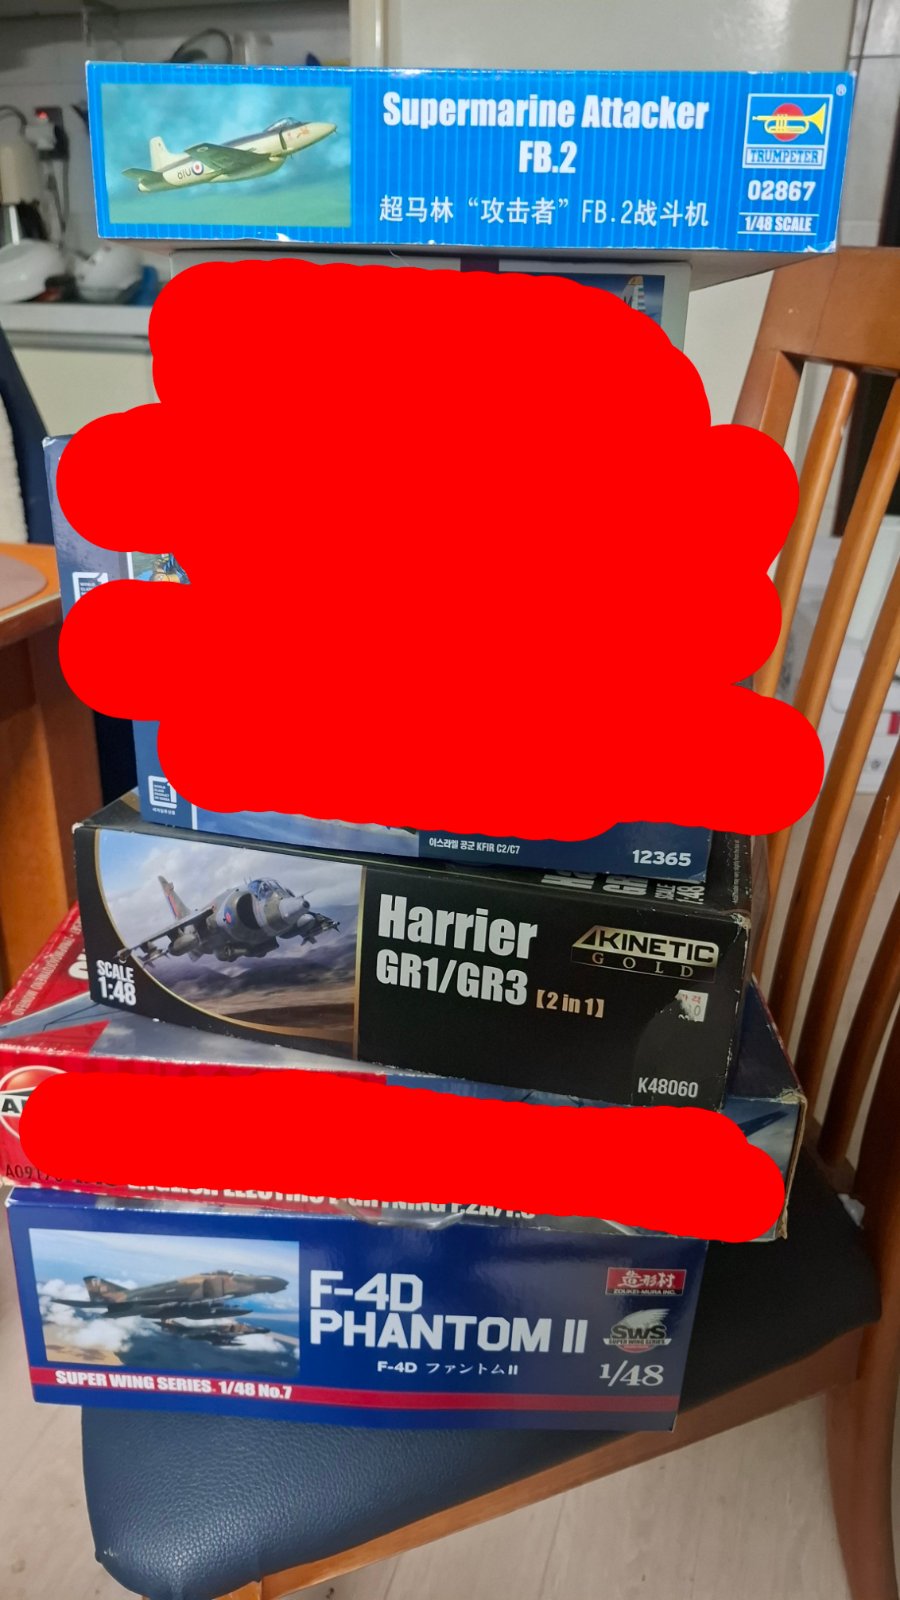 Supermarine Attacker
FB.2
超马林“攻击者”FB.2战斗机
®
TRUMPETER
02867
1/48 SCALE
이스라엘 공군 KFIR C2/C7
12365
SCALE
1:48
Harrier
GR1/GR3
【2 in 1】
KINETIC
GOLD
K48060
F-4D
PHANTOM II
F-4D ファントムII
造形村
ZOUKEI-MURA INC.
SWS
SUPER WING SERIES
1/48
SUPER WING SERIES 1/48 No.7